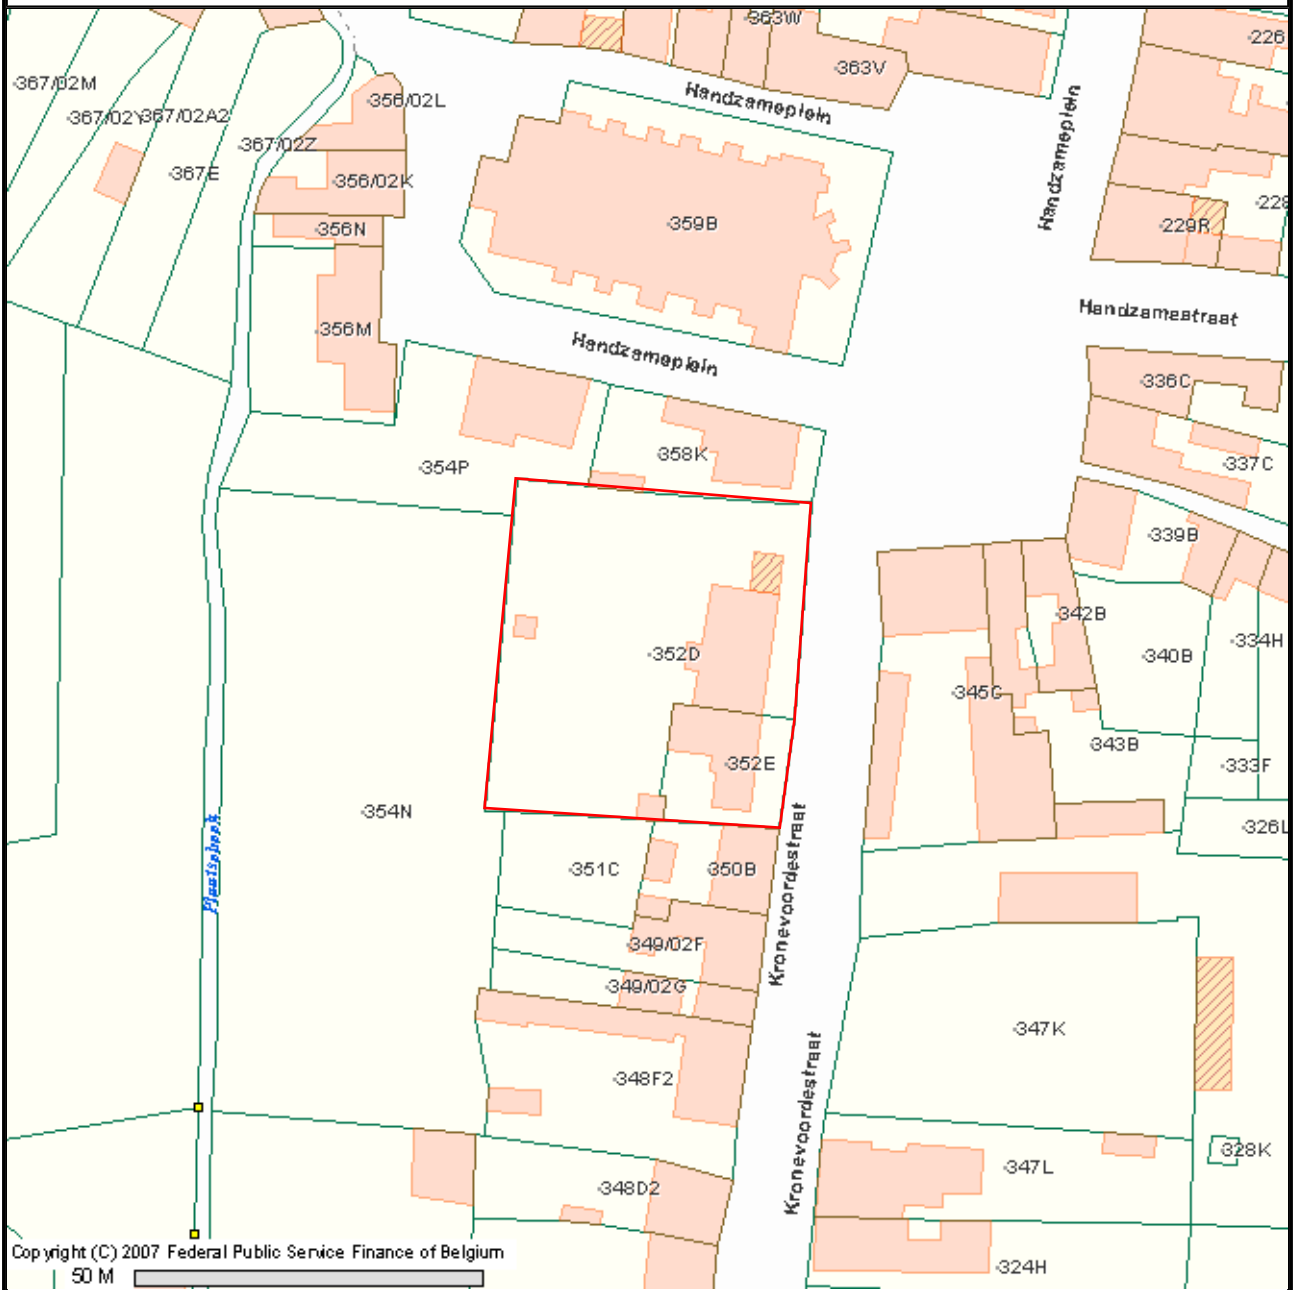 363W
226
363V
367/02M
Handzameplein
Handzameplein
356/02L
367/02Y
367/02A2
367/02Z
367E
356/02K
228
356N
359B
229R
Handzamestraat
356M
Handzameplein
336C
358K
354P
337C
339B
342B
334H
352D
340B
345C
343B
352E
333F
354N
326L
Plaatsebeek
351C
350B
Kronevoordestraat
349/02F
349/02G
347K
348F2
Kronevoordestraat
328K
347L
348D2
Copyright (C) 2007 Federal Public Service Finance of Belgium
324H
50 M